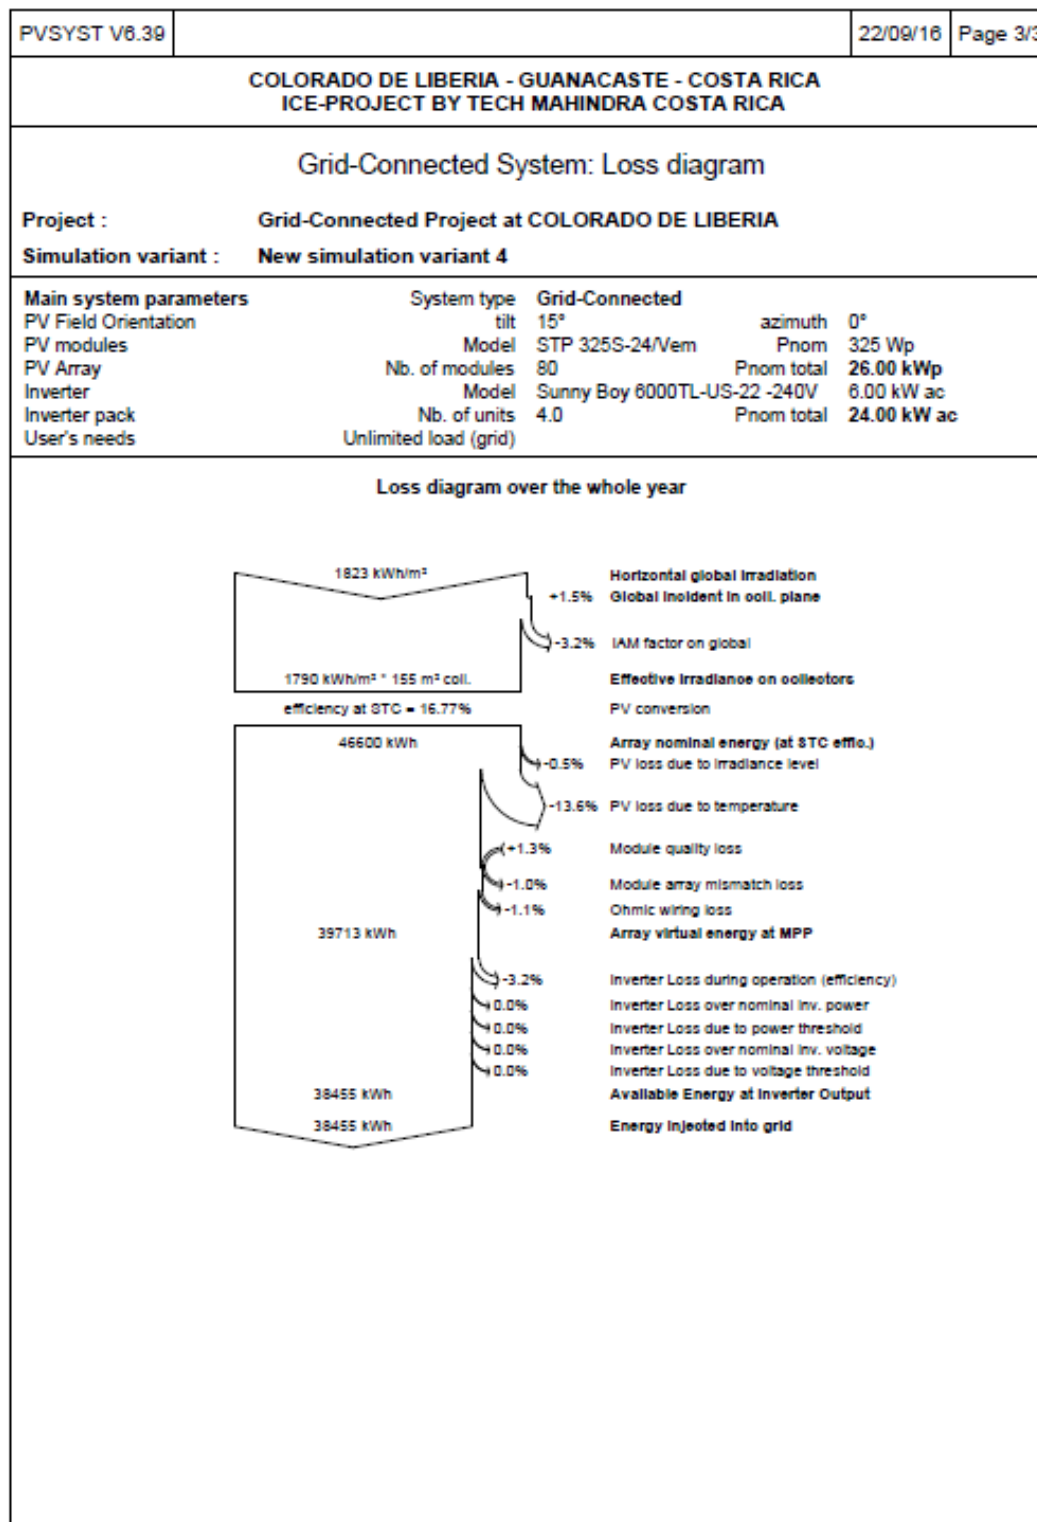 PVSYST V6.39 22/09/16 Page 3/3
COLORADO DE LIBERIA - GUANACASTE - COSTA RICA
ICE-PROJECT BY TECH MAHINDRA COSTA RICA
Grid-Connected System: Loss diagram
Project : Grid-Connected Project at COLORADO DE LIBERIA
Simulation variant : New simulation variant 4
Main system parameters System type Grid-Connected
PV Field Orientation tilt 15° azimuth 0°
PV modules Model STP 325S-24/Vem Pnom 325 Wp
PV Array Nb. of modules 80 Pnom total 26.00 kWp
Inverter Model Sunny Boy 6000TL-US-22 -240V 6.00 kW ac
Inverter pack Nb. of units 4.0 Pnom total 24.00 kW ac
User's needs Unlimited load (grid)
Loss diagram over the whole year
1823 kWh/m² Horizontal global irradiation
+1.5% Global incident in coll. plane
-3.2% IAM factor on global
1790 kWh/m² * 155 m² coll. Effective irradiance on collectors
efficiency at STC = 16.77% PV conversion
46600 kWh Array nominal energy (at STC effic.)
-0.5% PV loss due to irradiance level
-13.6% PV loss due to temperature
+1.3% Module quality loss
-1.0% Module array mismatch loss
-1.1% Ohmic wiring loss
39713 kWh Array virtual energy at MPP
-3.2% Inverter Loss during operation (efficiency)
0.0% Inverter Loss over nominal inv. power
0.0% Inverter Loss due to power threshold
0.0% Inverter Loss over nominal inv. voltage
0.0% Inverter Loss due to voltage threshold
38455 kWh Available Energy at Inverter Output
38455 kWh Energy injected into grid